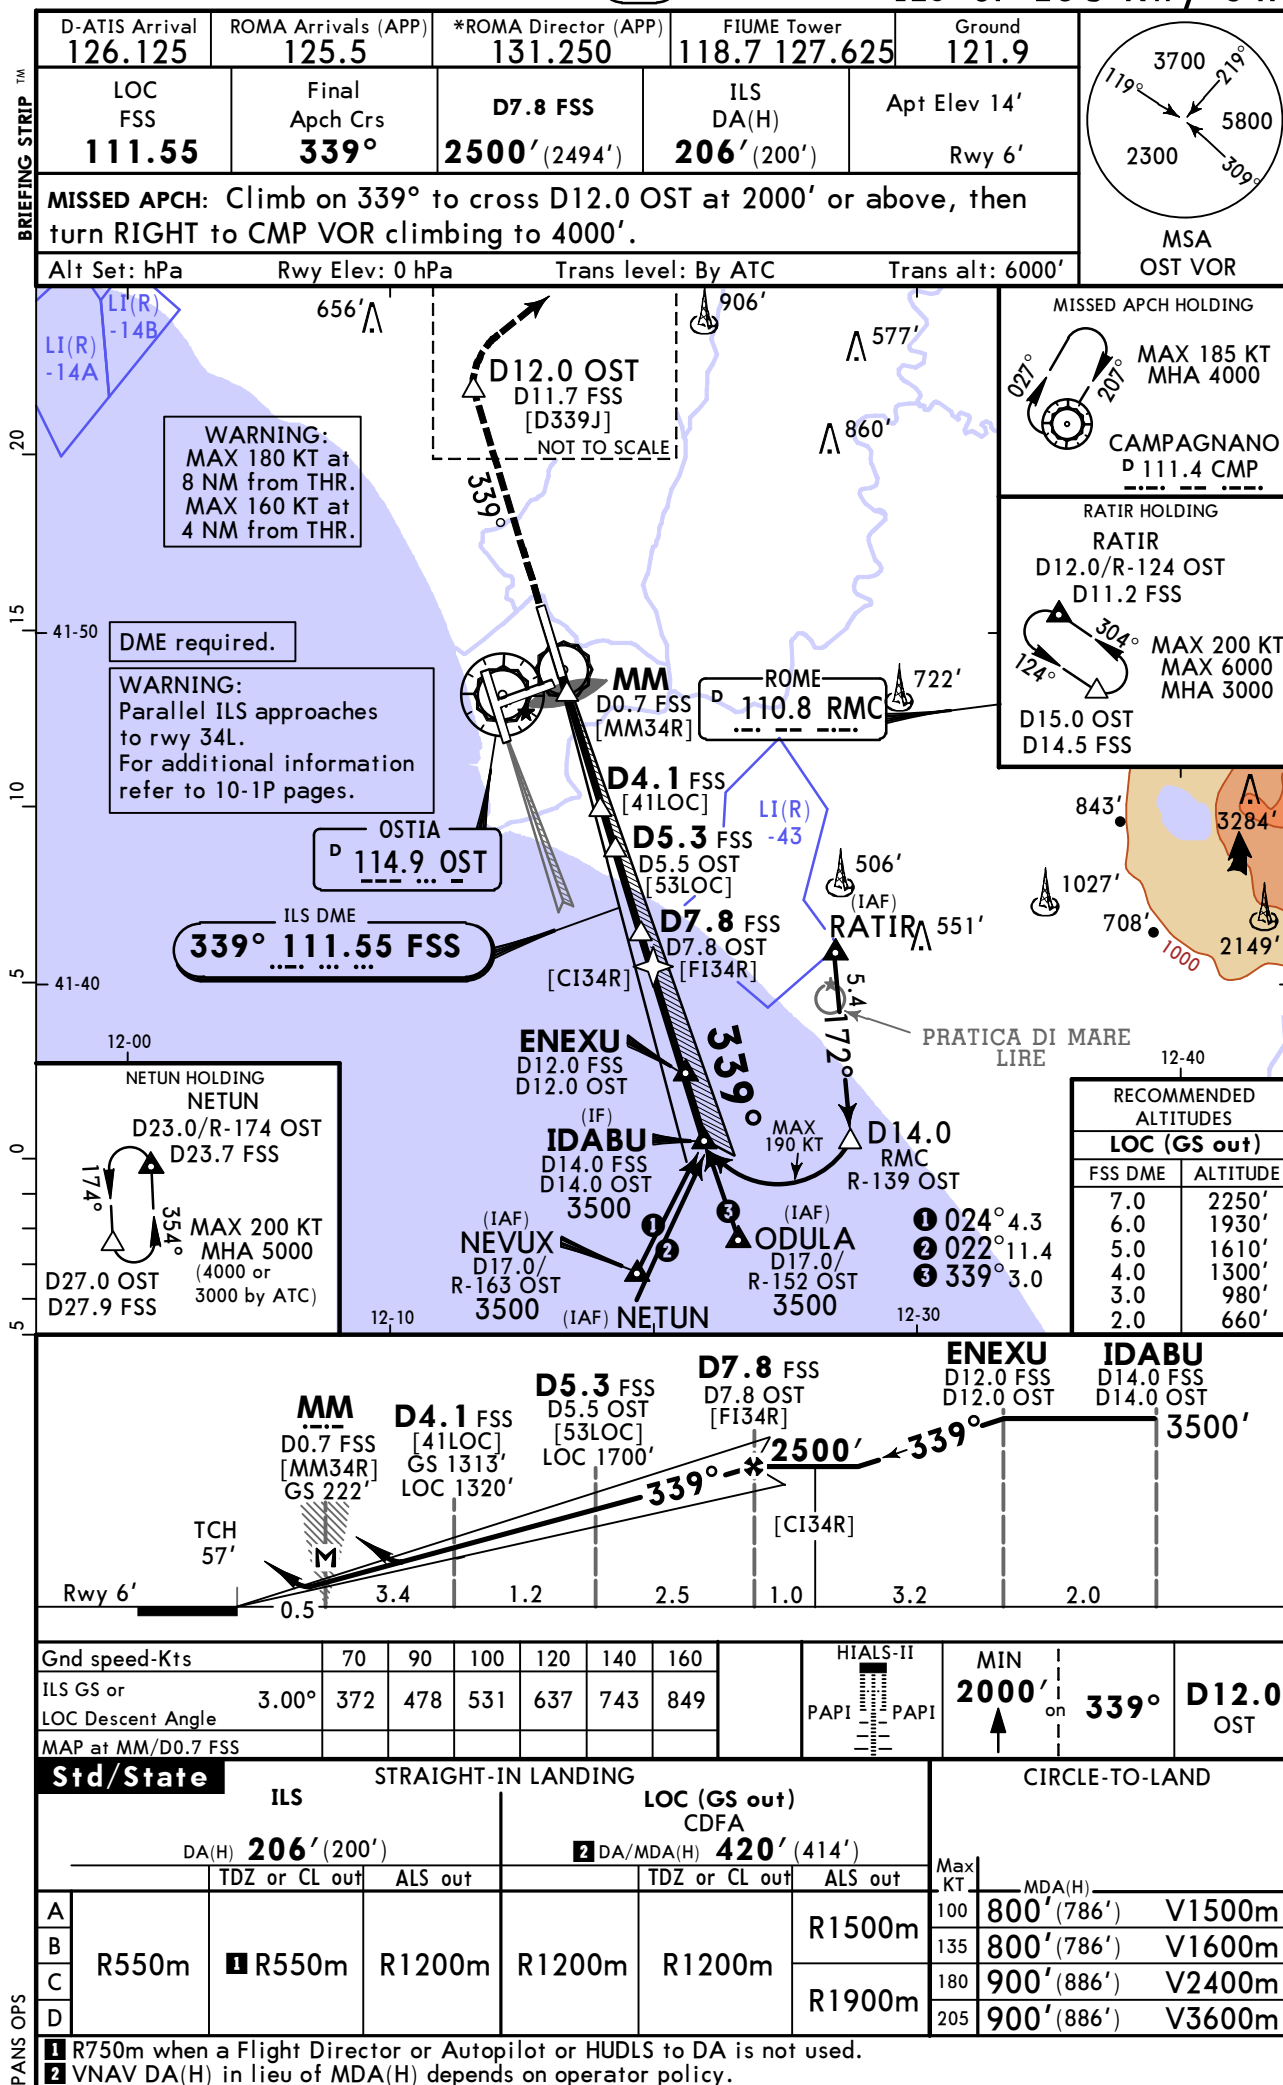 D-ATIS Arrival
126.125
ROMA Arrivals (APP)
125.5
*ROMA Director (APP)
131.250
FIUME Tower
118.7 127.625
Ground
121.9
BRIEFING STRIP TM
LOC
FSS
111.55
Final
Apch Crs
339°
D7.8 FSS
2500' (2494')
ILS
DA(H)
206' (200')
Apt Elev 14'
Rwy 6'
MISSED APCH: Climb on 339° to cross D12.0 OST at 2000' or above, then
turn RIGHT to CMP VOR climbing to 4000'.
Alt Set: hPa Rwy Elev: 0 hPa Trans level: By ATC Trans alt: 6000'
3700
119°
219°
5800
2300
309°
MSA
OST VOR
LI(R)
-14B
LI(R)
-14A
656'
906'
577'
860'
D12.0 OST
D11.7 FSS
[D339J]
NOT TO SCALE
339°
WARNING:
MAX 180 KT at
8 NM from THR.
MAX 160 KT at
4 NM from THR.
MISSED APCH HOLDING
027°
207°
MAX 185 KT
MHA 4000
CAMPAGNANO
D 111.4 CMP
RATIR HOLDING
RATIR
D12.0/R-124 OST
D11.2 FSS
304°
124°
MAX 200 KT
MAX 6000
MHA 3000
D15.0 OST
D14.5 FSS
20
15
10
5
0
5
41-50
DME required.
WARNING:
Parallel ILS approaches
to rwy 34L.
For additional information
refer to 10-1P pages.
MM
D0.7 FSS
[MM34R]
ROME
D 110.8 RMC
722'
D4.1 FSS
[41LOC]
LI(R)
-43
OSTIA
D 114.9 OST
D5.3 FSS
D5.5 OST
[53LOC]
506'
843'
3284'
1027'
708'
2149'
1000
ILS DME
339° 111.55 FSS
D7.8 FSS
D7.8 OST
[FI34R]
[CI34R]
(IAF)
RATIR
551'
41-40
5.4
172°
PRATICA DI MARE
LIRE
12-00
12-40
ENEXU
D12.0 FSS
D12.0 OST
339°
(IF)
IDABU
D14.0 FSS
D14.0 OST
3500
MAX
190 KT
D14.0
RMC
R-139 OST
NETUN HOLDING
NETUN
D23.0/R-174 OST
D23.7 FSS
174°
354°
MAX 200 KT
MHA 5000
(4000 or
3000 by ATC)
D27.0 OST
D27.9 FSS
(IAF)
NEVUX
D17.0/
R-163 OST
3500
1
2
3
(IAF)
ODULA
D17.0/
R-152 OST
3500
(IAF) NETUN
1 024° 4.3
2 022° 11.4
3 339° 3.0
12-10
12-30
RECOMMENDED
ALTITUDES
LOC (GS out)
FSS DME ALTITUDE
7.0 2250'
6.0 1930'
5.0 1610'
4.0 1300'
3.0 980'
2.0 660'
MM
D0.7 FSS
[MM34R]
GS 222'
D4.1 FSS
[41LOC]
GS 1313'
LOC 1320'
D5.3 FSS
D5.5 OST
[53LOC]
LOC 1700'
D7.8 FSS
D7.8 OST
[FI34R]
2500'
ENEXU
D12.0 FSS
D12.0 OST
IDABU
D14.0 FSS
D14.0 OST
3500'
339°
339°
[CI34R]
TCH
57'
M
Rwy 6'
0.5 3.4 1.2 2.5 1.0 3.2 2.0
Gnd speed-Kts 70 90 100 120 140 160
ILS GS or
LOC Descent Angle 3.00° 372 478 531 637 743 849
MAP at MM/D0.7 FSS
HIALS-II
PAPI PAPI
MIN
2000' on 339°
D12.0
OST
Std/State
STRAIGHT-IN LANDING
CIRCLE-TO-LAND
ILS
LOC (GS out)
CDFA
DA(H) 206' (200')
2 DA/MDA(H) 420' (414')
TDZ or CL out ALS out TDZ or CL out ALS out
Max
KT MDA(H)
A
B
C
D
R550m
1 R550m
R1200m
R1200m
R1200m
R1500m
R1900m
100 800' (786') V1500m
135 800' (786') V1600m
180 900' (886') V2400m
205 900' (886') V3600m
PANS OPS
1 R750m when a Flight Director or Autopilot or HUDLS to DA is not used.
2 VNAV DA(H) in lieu of MDA(H) depends on operator policy.